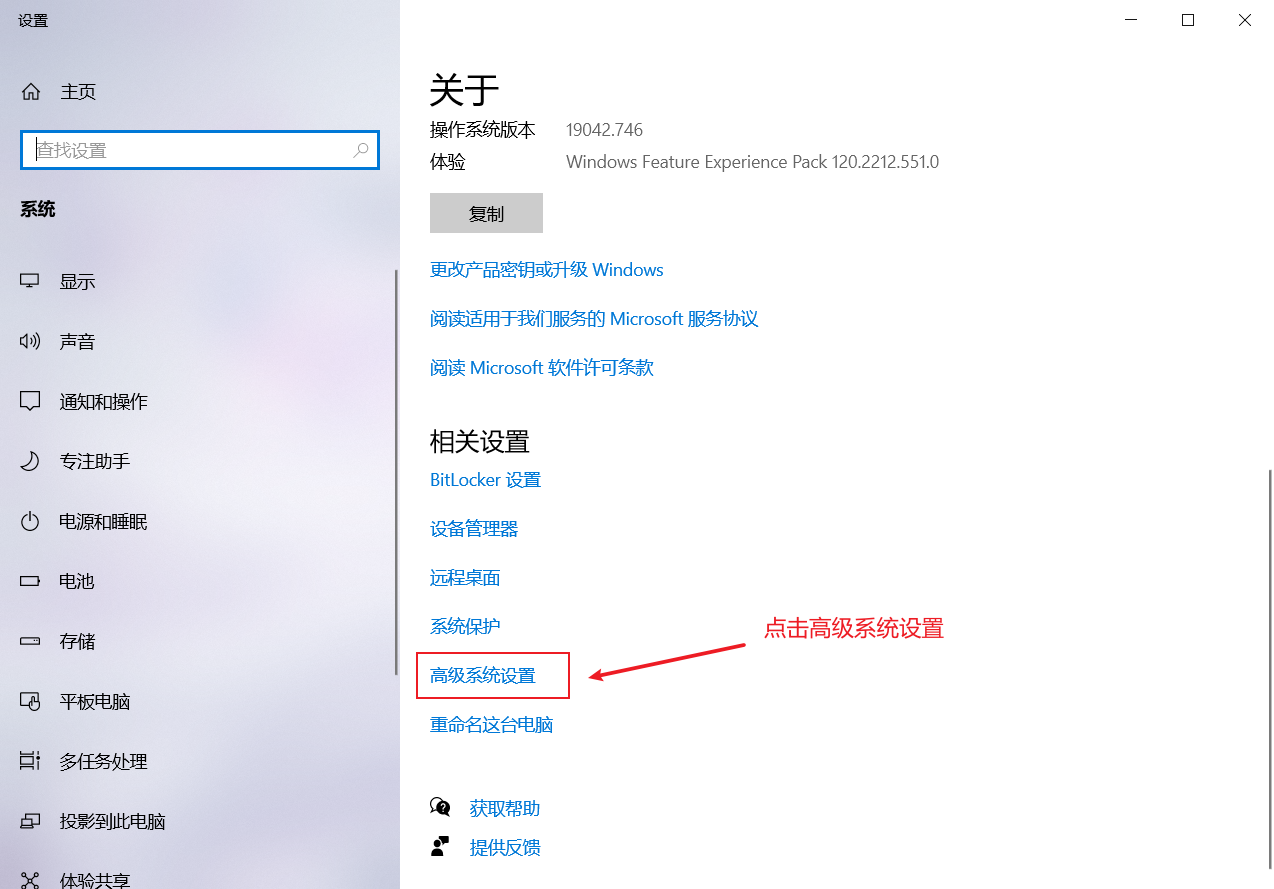 设置
主页
查找设置
系统
显示
声音
通知和操作
专注助手
电源和睡眠
电池
存储
平板电脑
多任务处理
投影到此电脑
体验共享
关于
操作系统版本 19042.746
体验 Windows Feature Experience Pack 120.2212.551.0
复制
更改产品密钥或升级 Windows
阅读适用于我们服务的 Microsoft 服务协议
阅读 Microsoft 软件许可条款
相关设置
BitLocker 设置
设备管理器
远程桌面
系统保护
点击高级系统设置
高级系统设置
重命名这台电脑
获取帮助
提供反馈